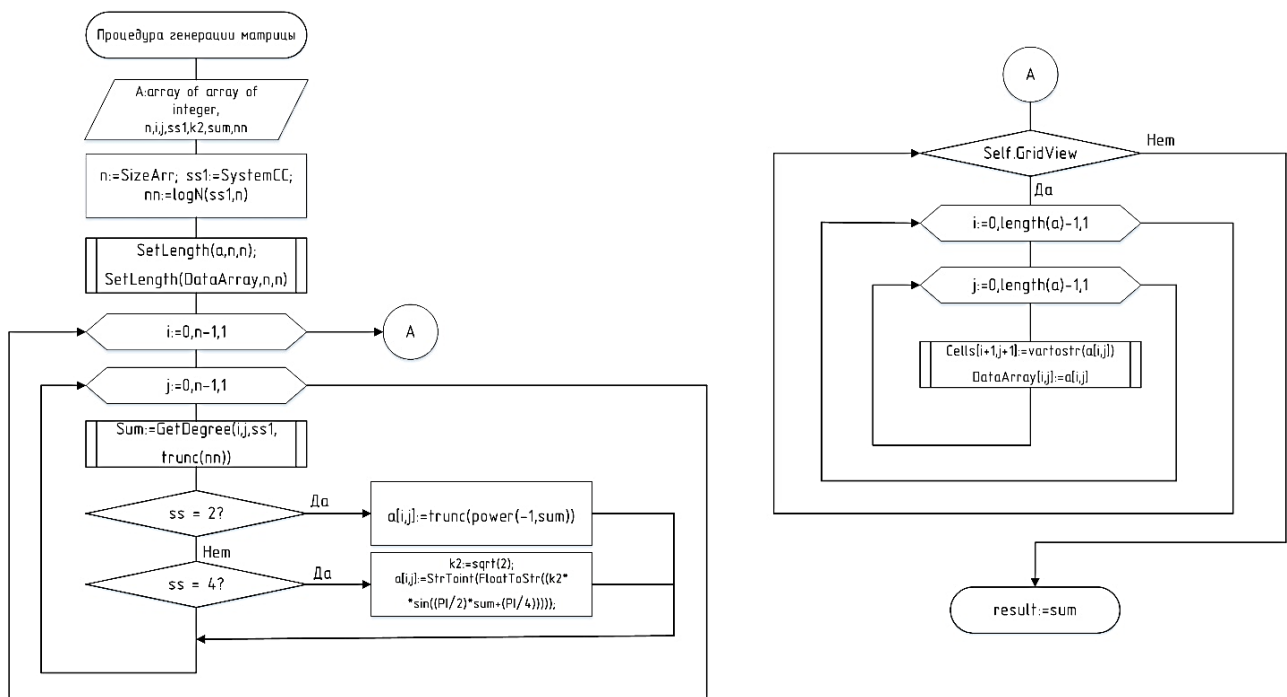 Процедура генерации матрицы
A:array of array of
integer,
n,i,j,ss1,k2,sum,nn
n:=SizeArr; ss1:=SystemCC;
nn:=logN(ss1,n)
SetLength(a,n,n);
SetLength(DataArray,n,n)
i:=0,n-1,1
A
j:=0,n-1,1
Sum:=GetDegree(i,j,ss1,
trunc(nn))
ss = 2?
Да
a[i,j]:=trunc(power(-1,sum))
Нет
ss = 4?
Да
k2:=sqrt(2);
a[i,j]:=StrToint(FloatToStr((k2*
*sin((PI/2)*sum+(PI/4)))));
A
Self.GridView
Нет
Да
i:=0,length(a)-1,1
j:=0,length(a)-1,1
Cells[i+1,j+1]:=vartostr(a[i,j])
DataArray[i,j]:=a[i,j]
result:=sum